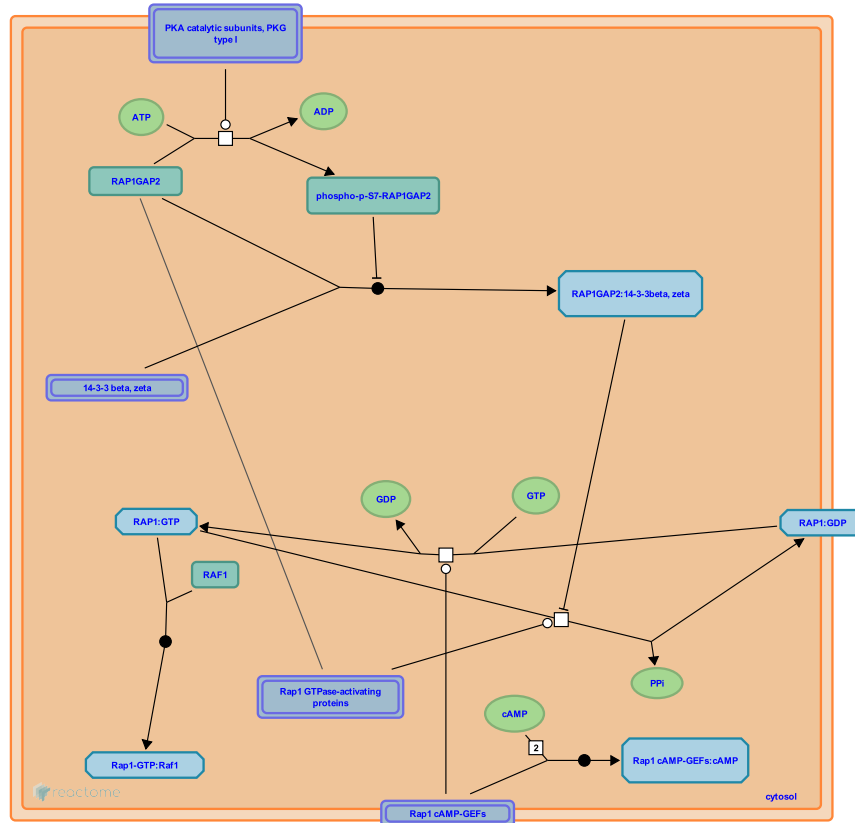 PKA catalytic subunits, PKG
type I
ATP
ADP
RAP1GAP2
phospho-p-S7-RAP1GAP2
RAP1GAP2:14-3-3beta, zeta
14-3-3 beta, zeta
GDP
GTP
RAP1:GTP
RAP1:GDP
RAF1
Rap1 GTPase-activating
proteins
PPi
cAMP
2
Rap1 cAMP-GEFs:cAMP
Rap1-GTP:Raf1
reactome
cytosol
Rap1 cAMP-GEFs